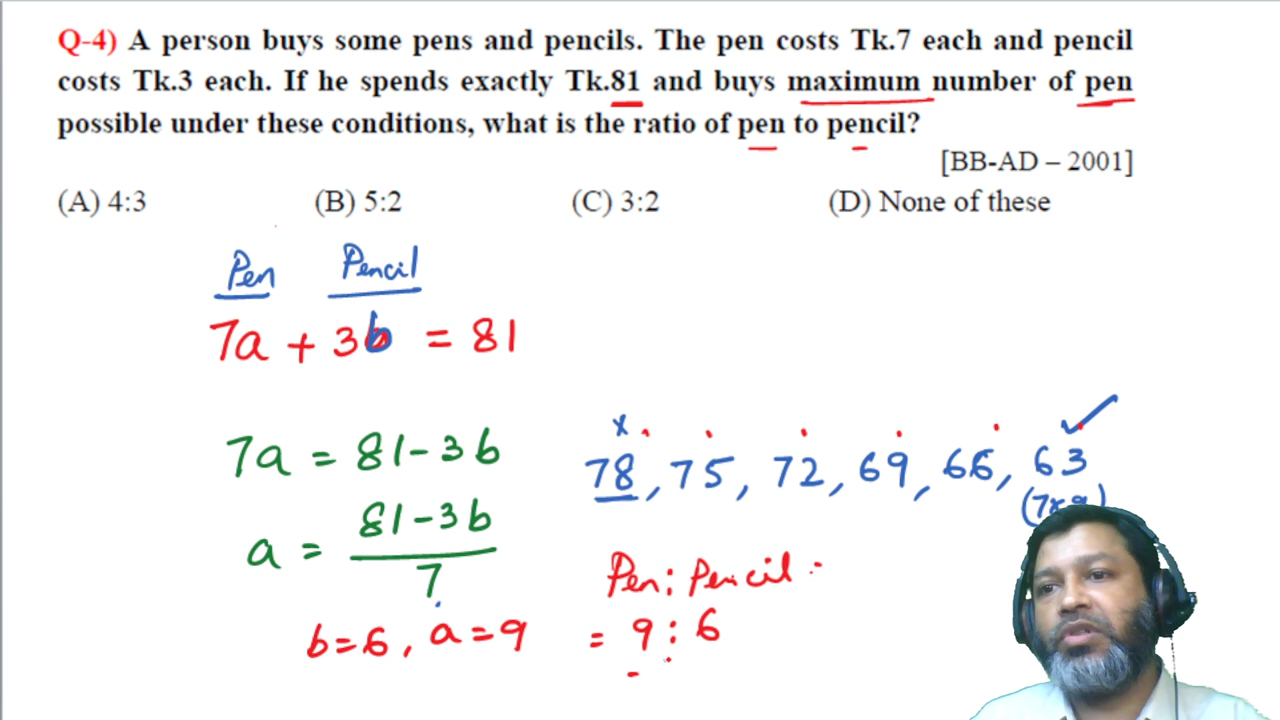 Q-4) A person buys some pens and pencils. The pen costs Tk.7 each and pencil
costs Tk.3 each. If he spends exactly Tk.81 and buys maximum number of pen
possible under these conditions, what is the ratio of pen to pencil?
[BB-AD – 2001]
(A) 4:3 (B) 5:2 (C) 3:2 (D) None of these
Pen Pencil
7a + 3b = 81
7a = 81-3b
a = 81-3b
7
b=6, a=9
x
78, 75, 72, 69, 66, 63
(7x9)
Pen: Pencil:
= 9:6